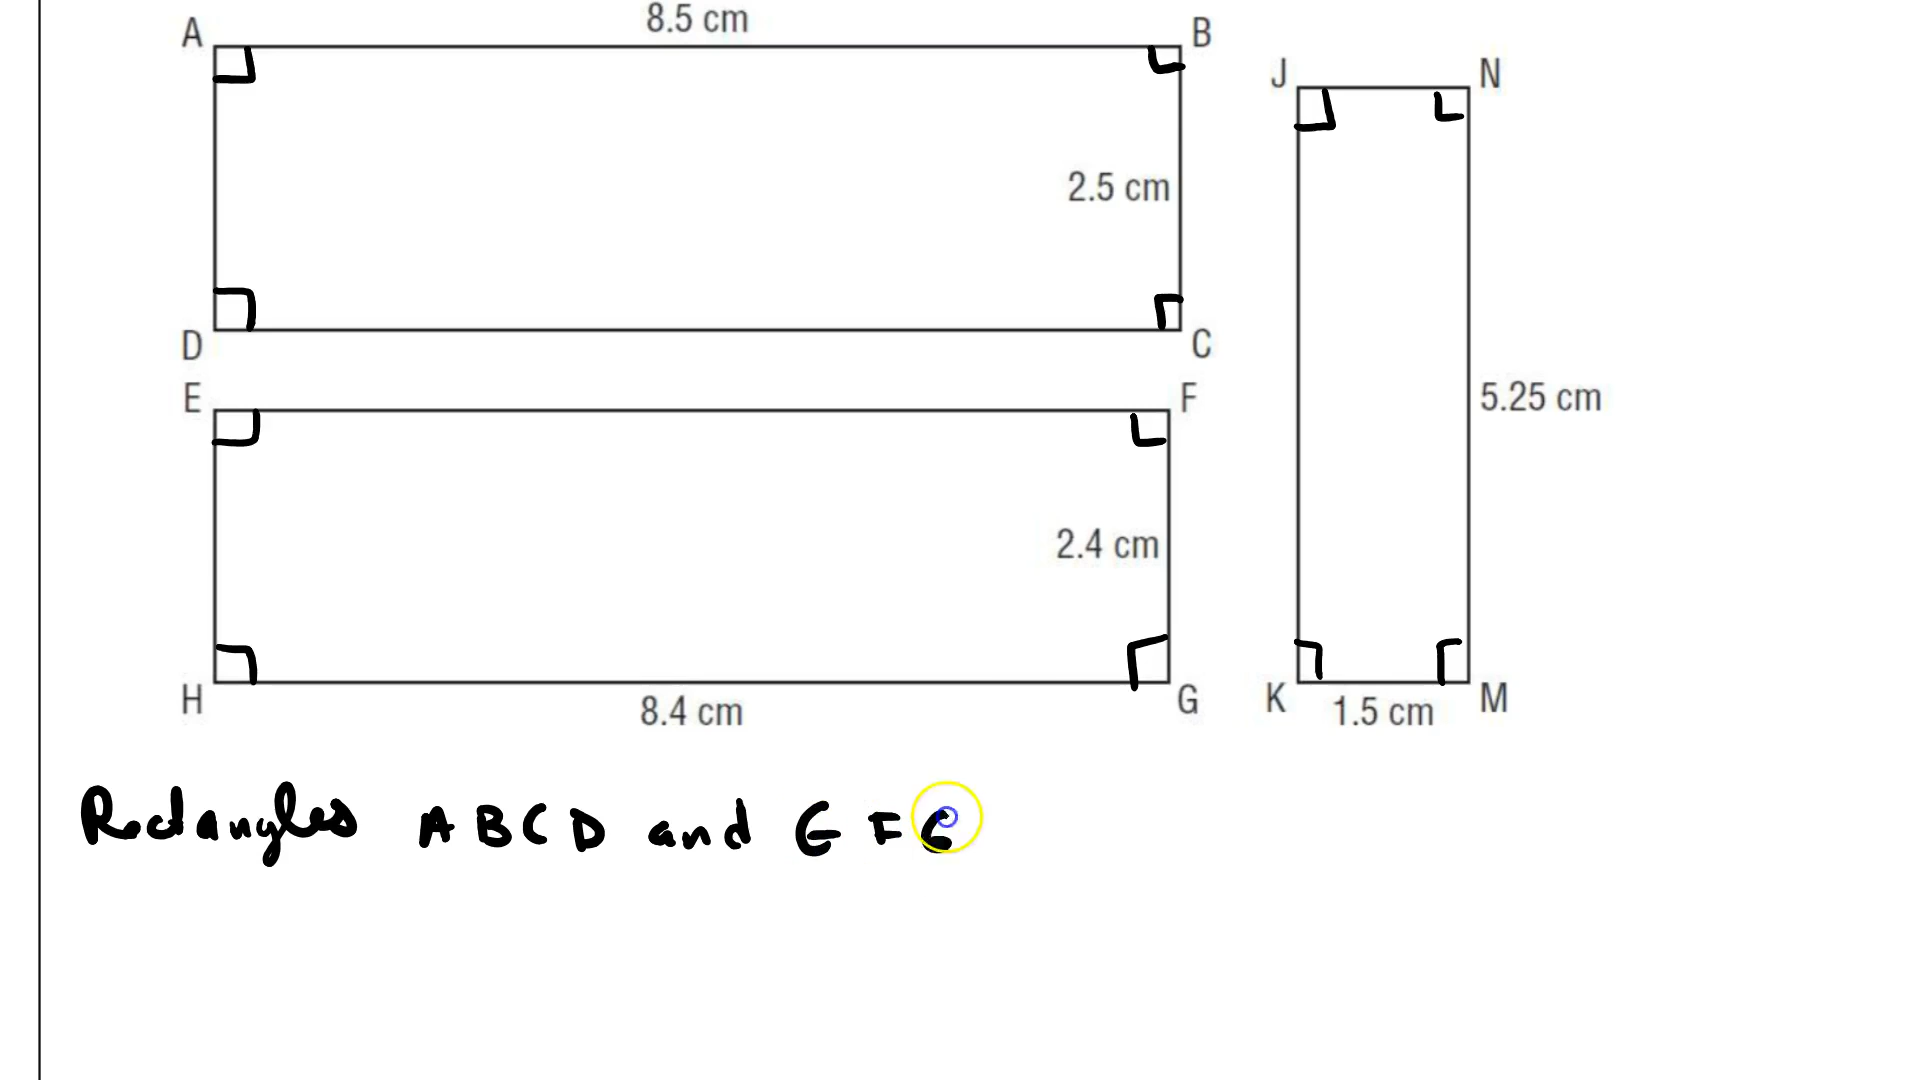 A 8.5 cm B
J N
2.5 cm
D C
E F
5.25 cm
2.4 cm
H 8.4 cm G K 1.5 cm M
Rectangles ABCD and EFG